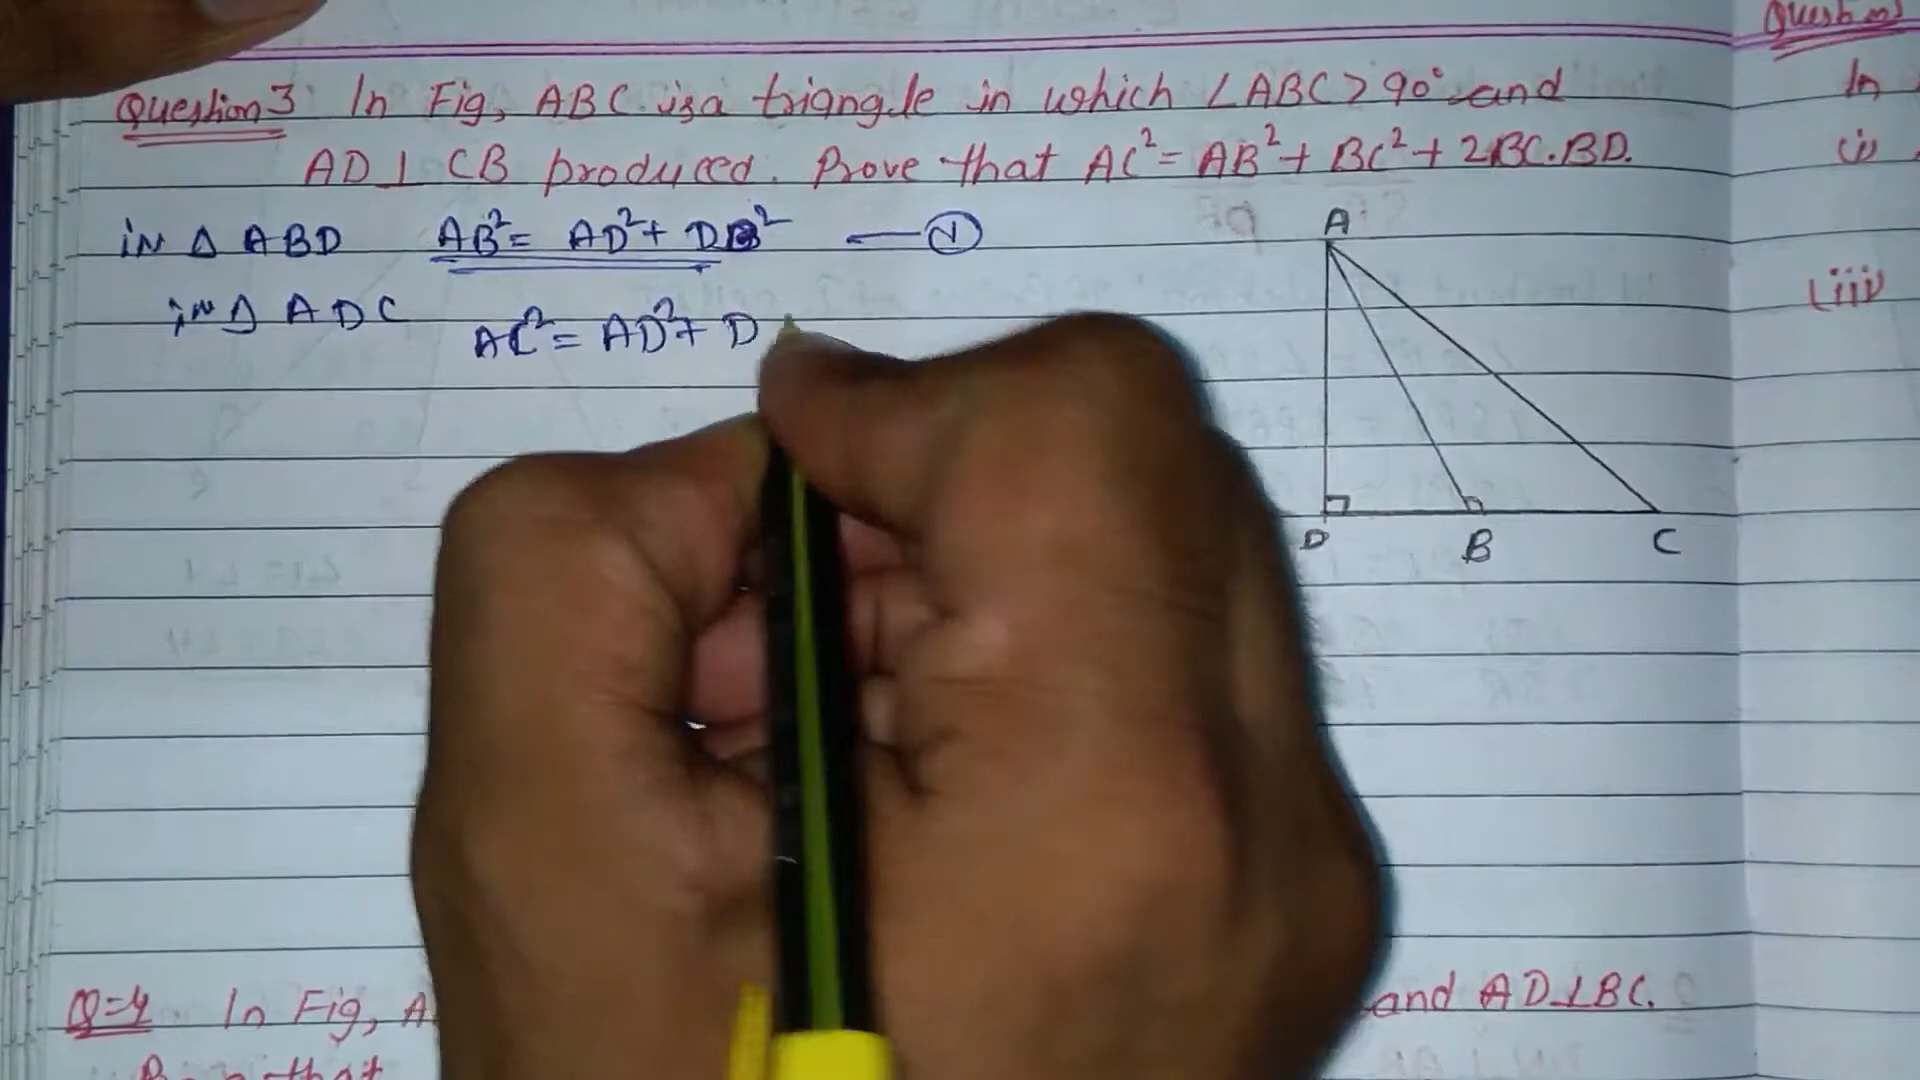 Question 3: In Fig, ABC is a triangle in which ∠ABC > 90° and
AD ⊥ CB produced. Prove that AC² = AB² + BC² + 2BC.BD.
in Δ ABD AB² = AD² + DB² — ①
in Δ ADC AC² = AD² + D
A
D B C
Q=4 In Fig, A and AD ⊥ BC.
that
Question
In
(i)
(iii)